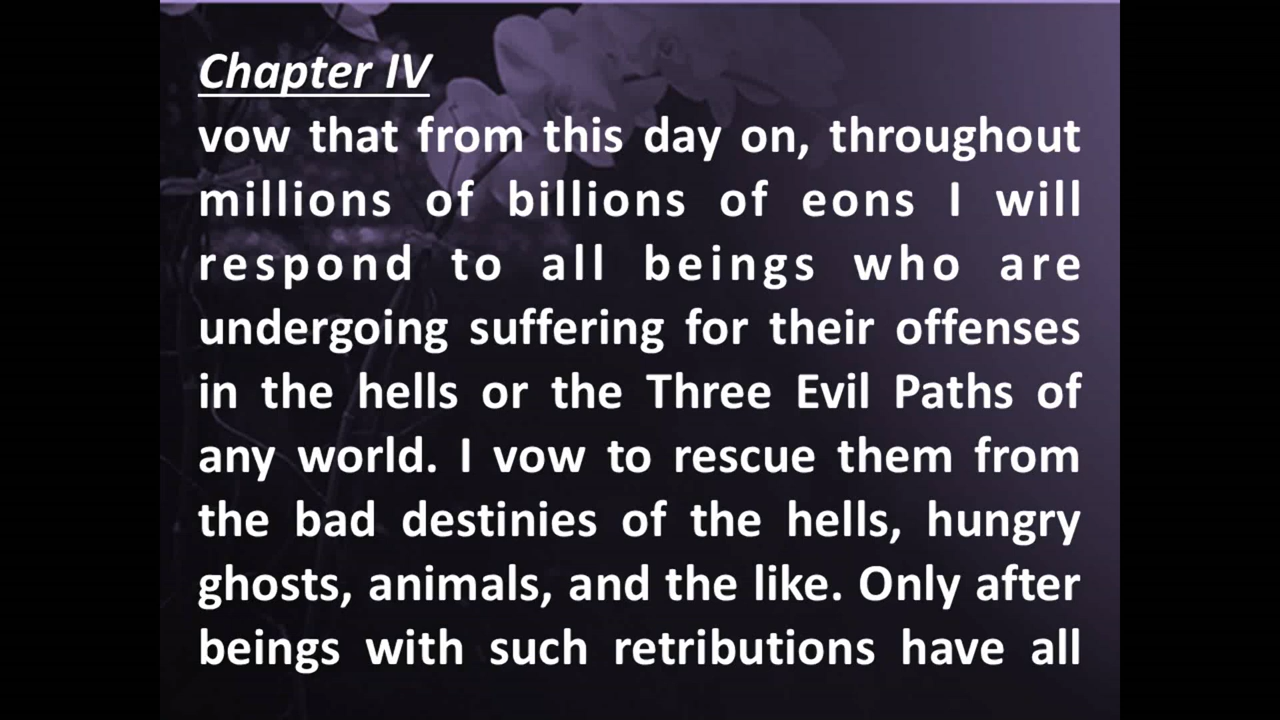 Chapter IV
vow that from this day on, throughout
millions of billions of eons I will
respond to all beings who are
undergoing suffering for their offenses
in the hells or the Three Evil Paths of
any world. I vow to rescue them from
the bad destinies of the hells, hungry
ghosts, animals, and the like. Only after
beings with such retributions have all